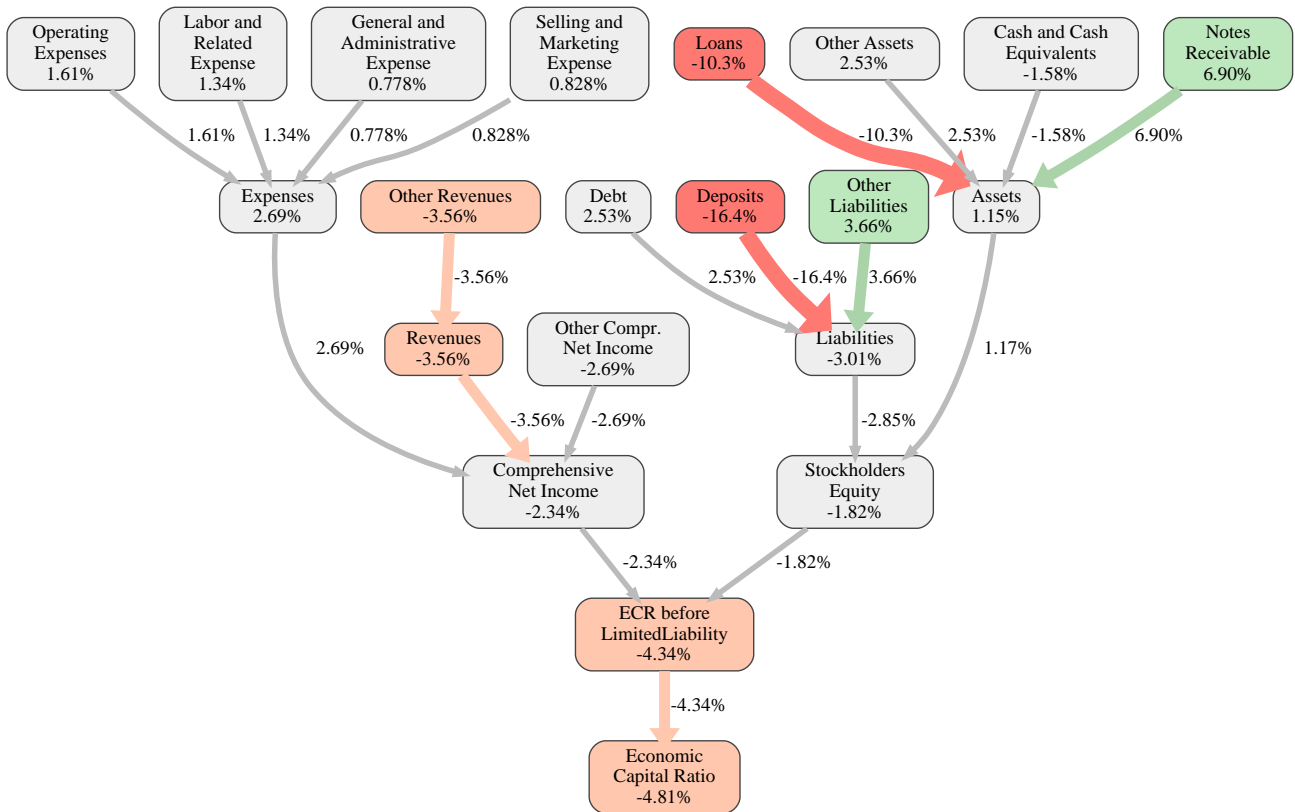 Operating
Expenses
1.61%
Labor and
Related
Expense
1.34%
General and
Administrative
Expense
0.778%
Selling and
Marketing
Expense
0.828%
Loans
-10.3%
Other Assets
2.53%
Cash and Cash
Equivalents
-1.58%
Notes
Receivable
6.90%
1.61%
1.34%
0.778%
0.828%
-10.3%
2.53%
-1.58%
6.90%
Expenses
2.69%
Other Revenues
-3.56%
Debt
2.53%
Deposits
-16.4%
Other
Liabilities
3.66%
Assets
1.15%
-3.56%
2.53%
-16.4%
3.66%
2.69%
Revenues
-3.56%
Other Compr.
Net Income
-2.69%
Liabilities
-3.01%
1.17%
-3.56%
-2.69%
-2.85%
Comprehensive
Net Income
-2.34%
Stockholders
Equity
-1.82%
-2.34%
-1.82%
ECR before
LimitedLiability
-4.34%
-4.34%
Economic
Capital Ratio
-4.81%